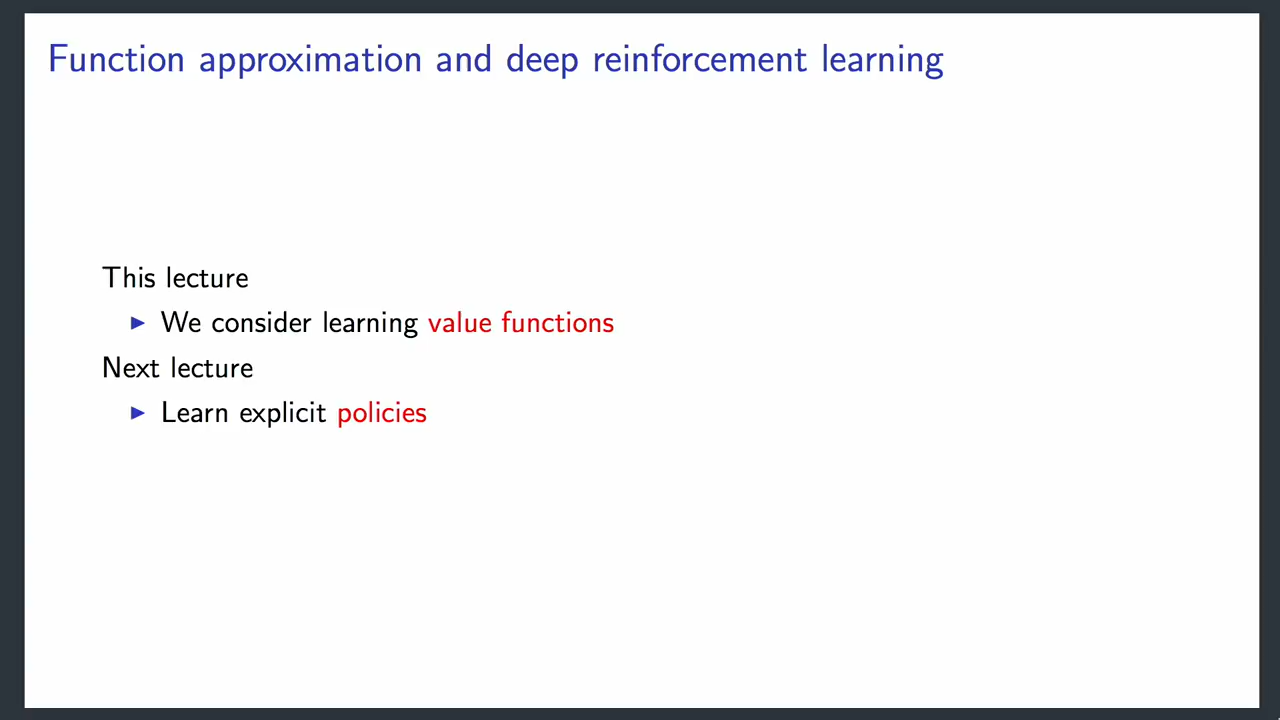 Function approximation and deep reinforcement learning
This lecture
▶ We consider learning value functions
Next lecture
▶ Learn explicit policies